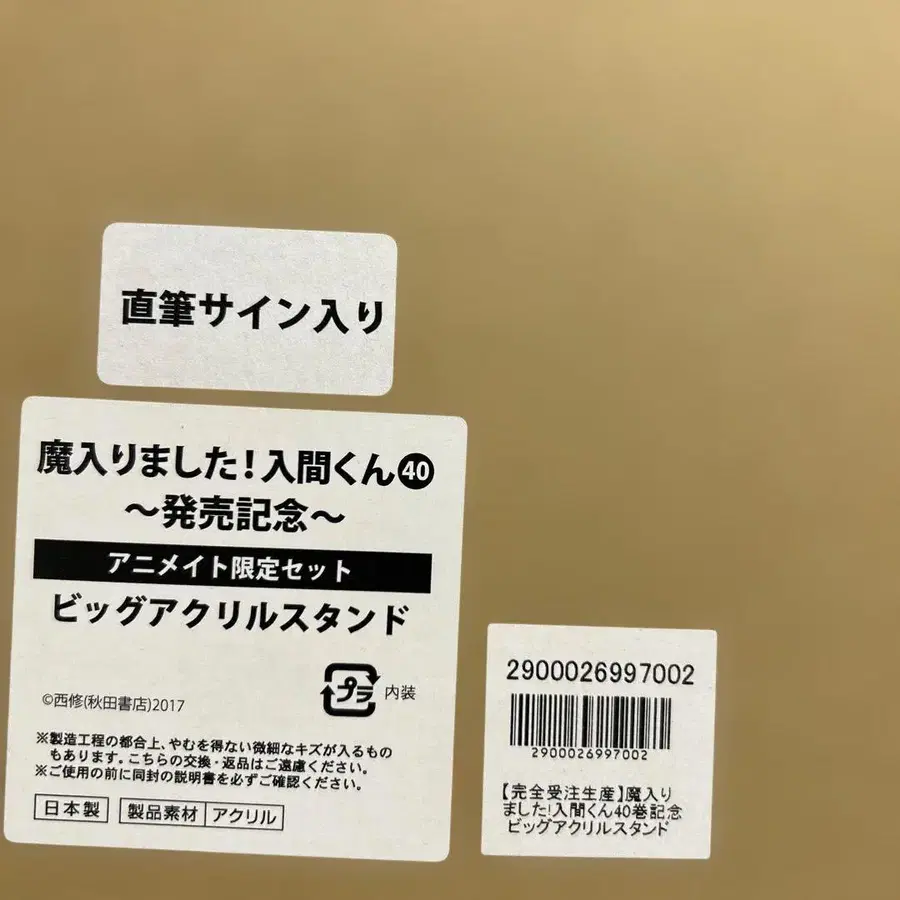 直筆サイン入り
魔入りました!入間くん40
～発売記念～
アニメイト限定セット
ビッグアクリルスタンド
プラ 内装
©西修(秋田書店)2017
※製造工程の都合上、やむを得ない微細なキズが入るもの
もあります。こちらの交換・返品はご遠慮ください。
※ご使用の前に同封の説明書を必ずご確認ください。
日本製 製品素材 アクリル
2900026997002
2900026997002
【完全受注生産】魔入り
ました!入間くん40巻記念
ビッグアクリルスタンド